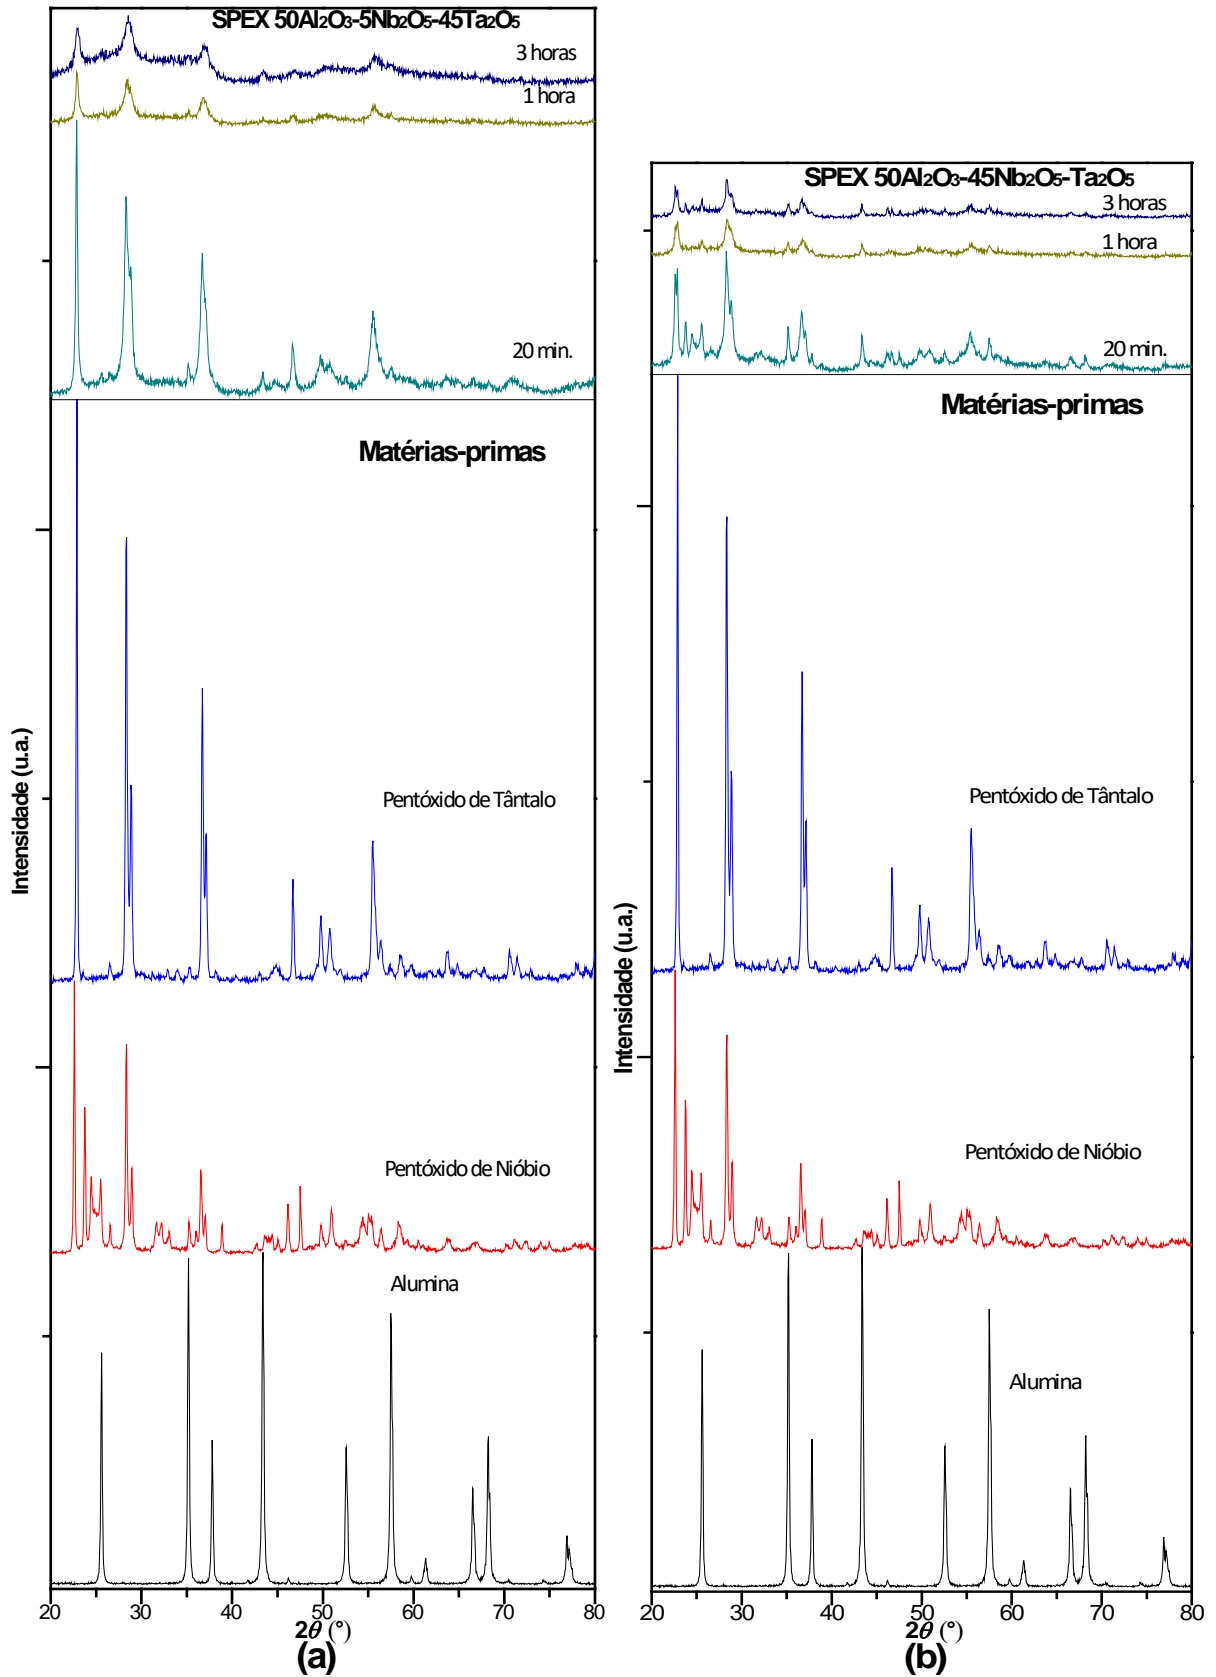 SPEX 50Al₂O₃-5Nb₂O₅-45Ta₂O₅
3 horas
1 hora
20 min.
Matérias-primas
Pentóxido de Tântalo
Pentóxido de Nióbio
Alumina
Intensidade (u.a.)
20 30 40 50 60 70 80
2θ (°)
(a)
SPEX 50Al₂O₃-45Nb₂O₅-Ta₂O₅
3 horas
1 hora
20 min.
Matérias-primas
Pentóxido de Tântalo
Pentóxido de Nióbio
Alumina
Intensidade (u.a.)
20 30 40 50 60 70 80
2θ (°)
(b)